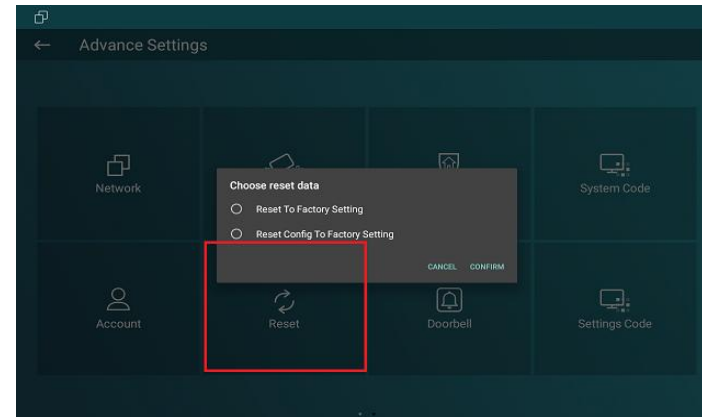 Advance Settings
Network
System Code
Choose reset data
Reset To Factory Setting
Reset Config To Factory Setting
CANCEL CONFIRM
Account
Reset
Doorbell
Settings Code